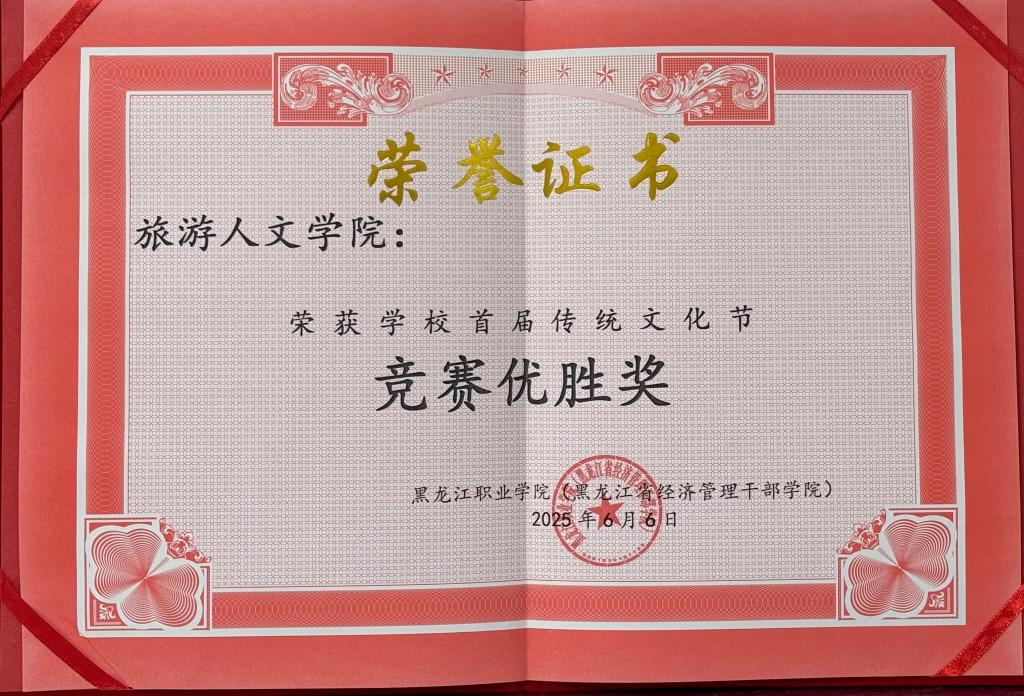 荣誉证书
旅游人文学院：
荣获学校首届传统文化节
竞赛优胜奖
黑龙江职业学院（黑龙江省经济管理干部学院）
2025年6月6日